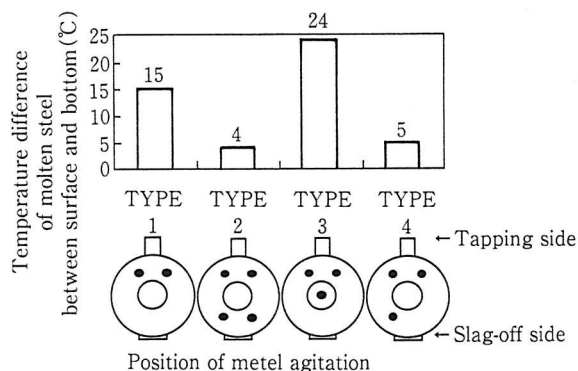 Temperature difference
of molten steel
between surface and bottom(℃)
25
20
15
10
5
0
15
4
24
5
TYPE TYPE TYPE TYPE
1 2 3 4
←Tapping side
←Slag-off side
Position of metel agitation